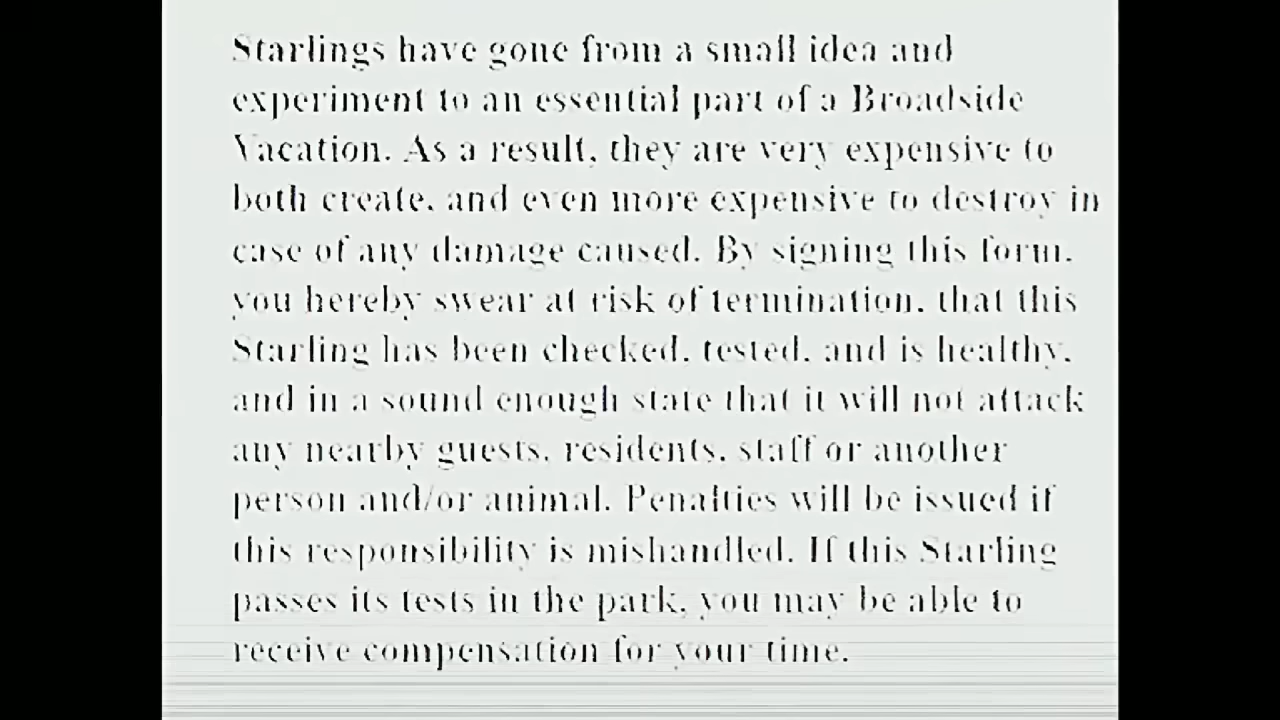 Starlings have gone from a small idea and
experiment to an essential part of a Broadside
Vacation. As a result, they are very expensive to
both create, and even more expensive to destroy in
case of any damage caused. By signing this form,
you hereby swear at risk of termination, that this
Starling has been checked, tested, and is healthy,
and in a sound enough state that it will not attack
any nearby guests, residents, staff or another
person and/or animal. Penalties will be issued if
this responsibility is mishandled. If this Starling
passes its tests in the park, you may be able to
receive compensation for your time.